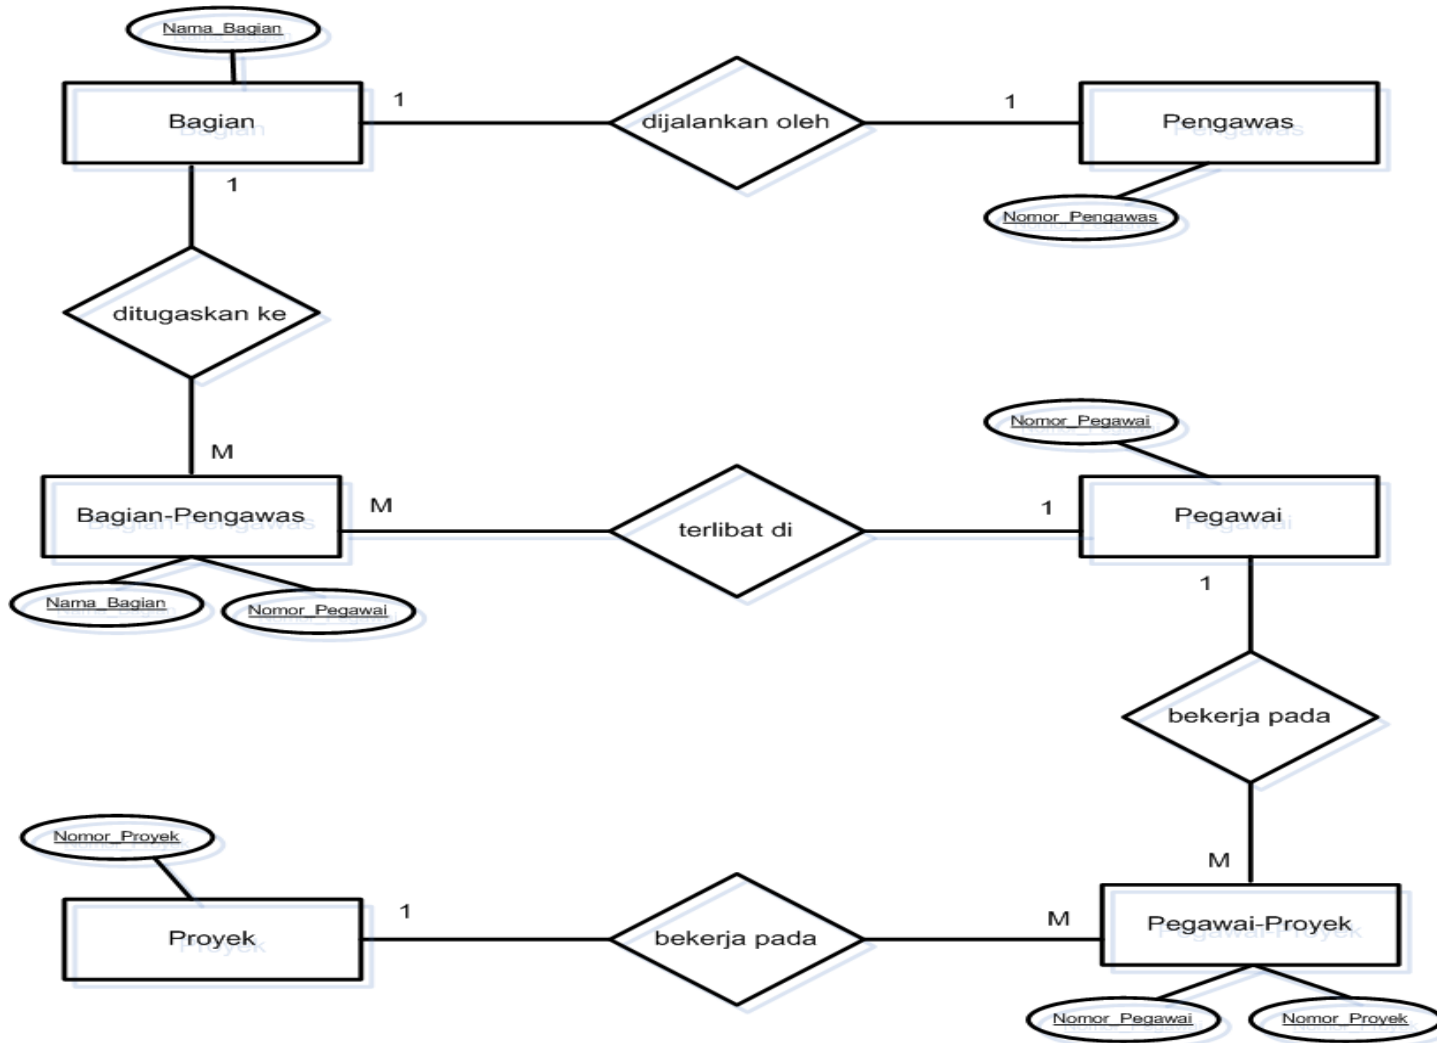 Nama_Bagian
Bagian
1
dijalankan oleh
1
Pengawas
Nomor_Pengawas
1
ditugaskan ke
M
Bagian-Pengawas
Nama_Bagian
Nomor_Pegawai
M
terlibat di
1
Nomor_Pegawai
Pegawai
1
bekerja pada
M
Nomor_Proyek
Proyek
1
bekerja pada
M
Pegawai-Proyek
Nomor_Pegawai
Nomor_Proyek